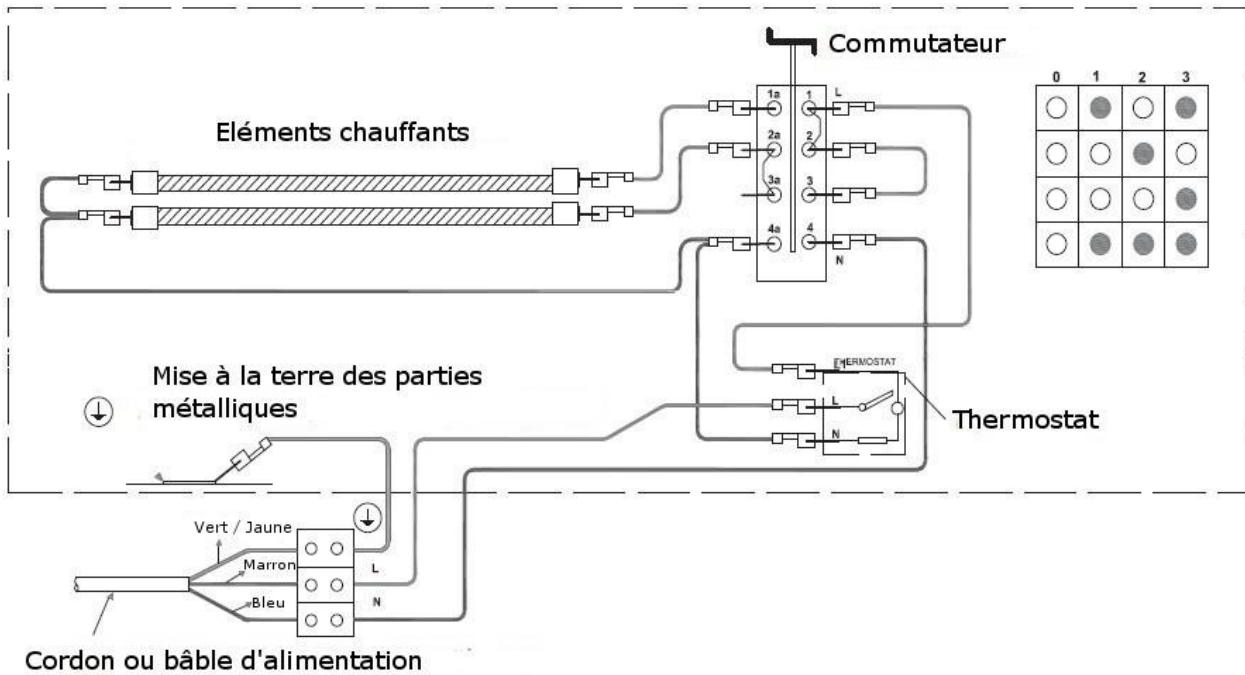 Commutateur
0 1 2 3
1a 1 L
Eléments chauffants
2a 2
3a 3
4a 4
N
Mise à la terre des parties
métalliques
THERMOSTAT
L
N
Thermostat
Vert / Jaune
Marron
L
N
Bleu
Cordon ou bâble d'alimentation